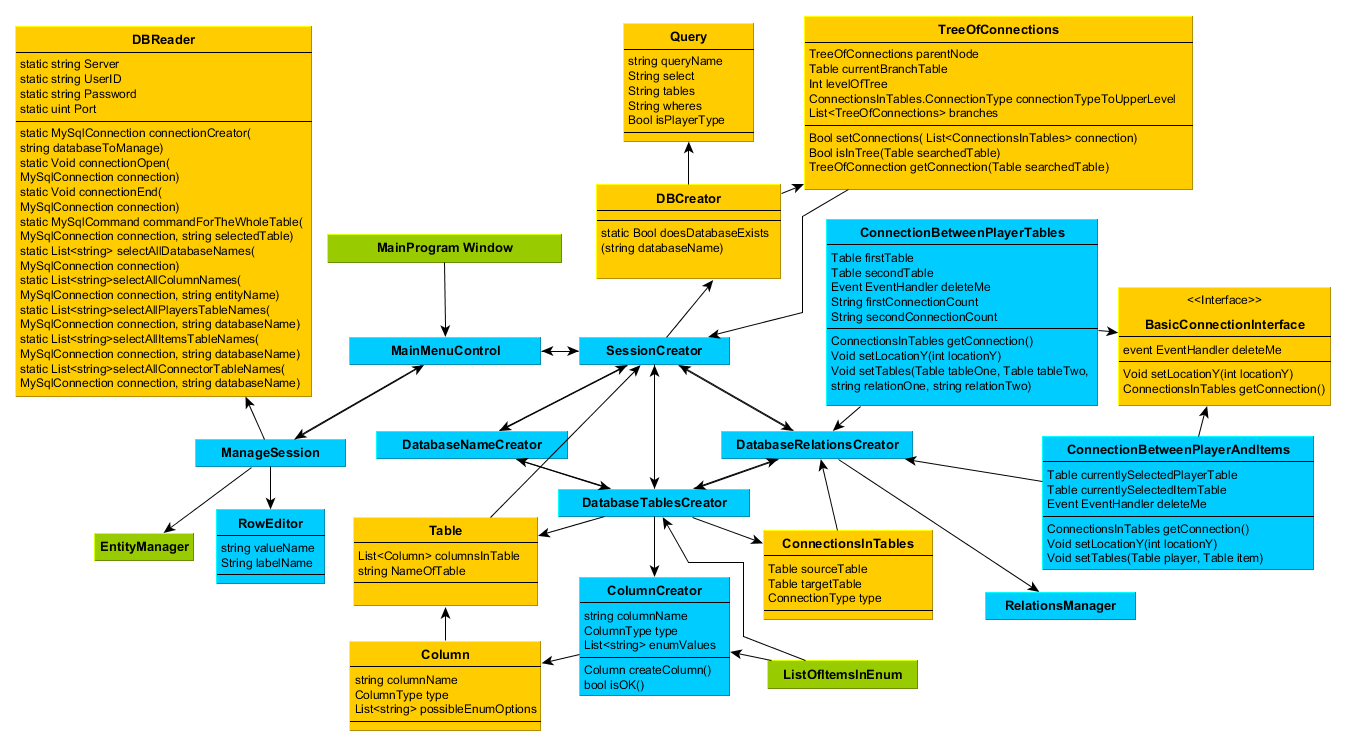 DBReader
static string Server
static string UserID
static string Password
static uint Port
static MySqlConnection connectionCreator(
string databaseToManage)
static Void connectionOpen(
MySqlConnection connection)
static Void connectionEnd(
MySqlConnection connection)
static MySqlCommand commandForTheWholeTable(
MySqlConnection connection, string selectedTable)
static List<string> selectAllDatabaseNames(
MySqlConnection connection)
static List<string>selectAllColumnNames(
MySqlConnection connection, string entityName)
static List<string>selectAllPlayersTableNames(
MySqlConnection connection, string databaseName)
static List<string>selectAllItemsTableNames(
MySqlConnection connection, string databaseName)
static List<string>selectAllConnectorTableNames(
MySqlConnection connection, string databaseName)
Query
string queryName
String select
String tables
String wheres
Bool isPlayerType
TreeOfConnections
TreeOfConnections parentNode
Table currentBranchTable
Int levelOfTree
ConnectionsInTables.ConnectionType connectionTypeToUpperLevel
List<TreeOfConnections> branches
Bool setConnections( List<ConnectionsInTables> connection)
Bool isInTree(Table searchedTable)
TreeOfConnection getConnection(Table searchedTable)
DBCreator
static Bool doesDatabaseExists
(string databaseName)
MainProgram Window
ConnectionBetweenPlayerTables
Table firstTable
Table secondTable
Event EventHandler deleteMe
String firstConnectionCount
String secondConnectionCount
ConnectionsInTables getConnection()
Void setLocationY(int locationY)
Void setTables(Table tableOne, Table tableTwo,
string relationOne, string relationTwo)
<<Interface>>
BasicConnectionInterface
event EventHandler deleteMe
Void setLocationY(int locationY)
ConnectionsInTables getConnection()
MainMenuControl
SessionCreator
ManageSession
DatabaseNameCreator
DatabaseRelationsCreator
ConnectionBetweenPlayerAndItems
Table currentlySelectedPlayerTable
Table currentlySelectedItemTable
Event EventHandler deleteMe
ConnectionsInTables getConnection()
Void setLocationY(int locationY)
Void setTables(Table player, Table item)
DatabaseTablesCreator
EntityManager
RowEditor
string valueName
String labelName
Table
List<Column> columnsInTable
string NameOfTable
ConnectionsInTables
Table sourceTable
Table targetTable
ConnectionType type
ColumnCreator
string columnName
ColumnType type
List<string> enumValues
Column createColumn()
bool isOK()
RelationsManager
Column
string columnName
ColumnType type
List<string> possibleEnumOptions
ListOfItemsInEnum